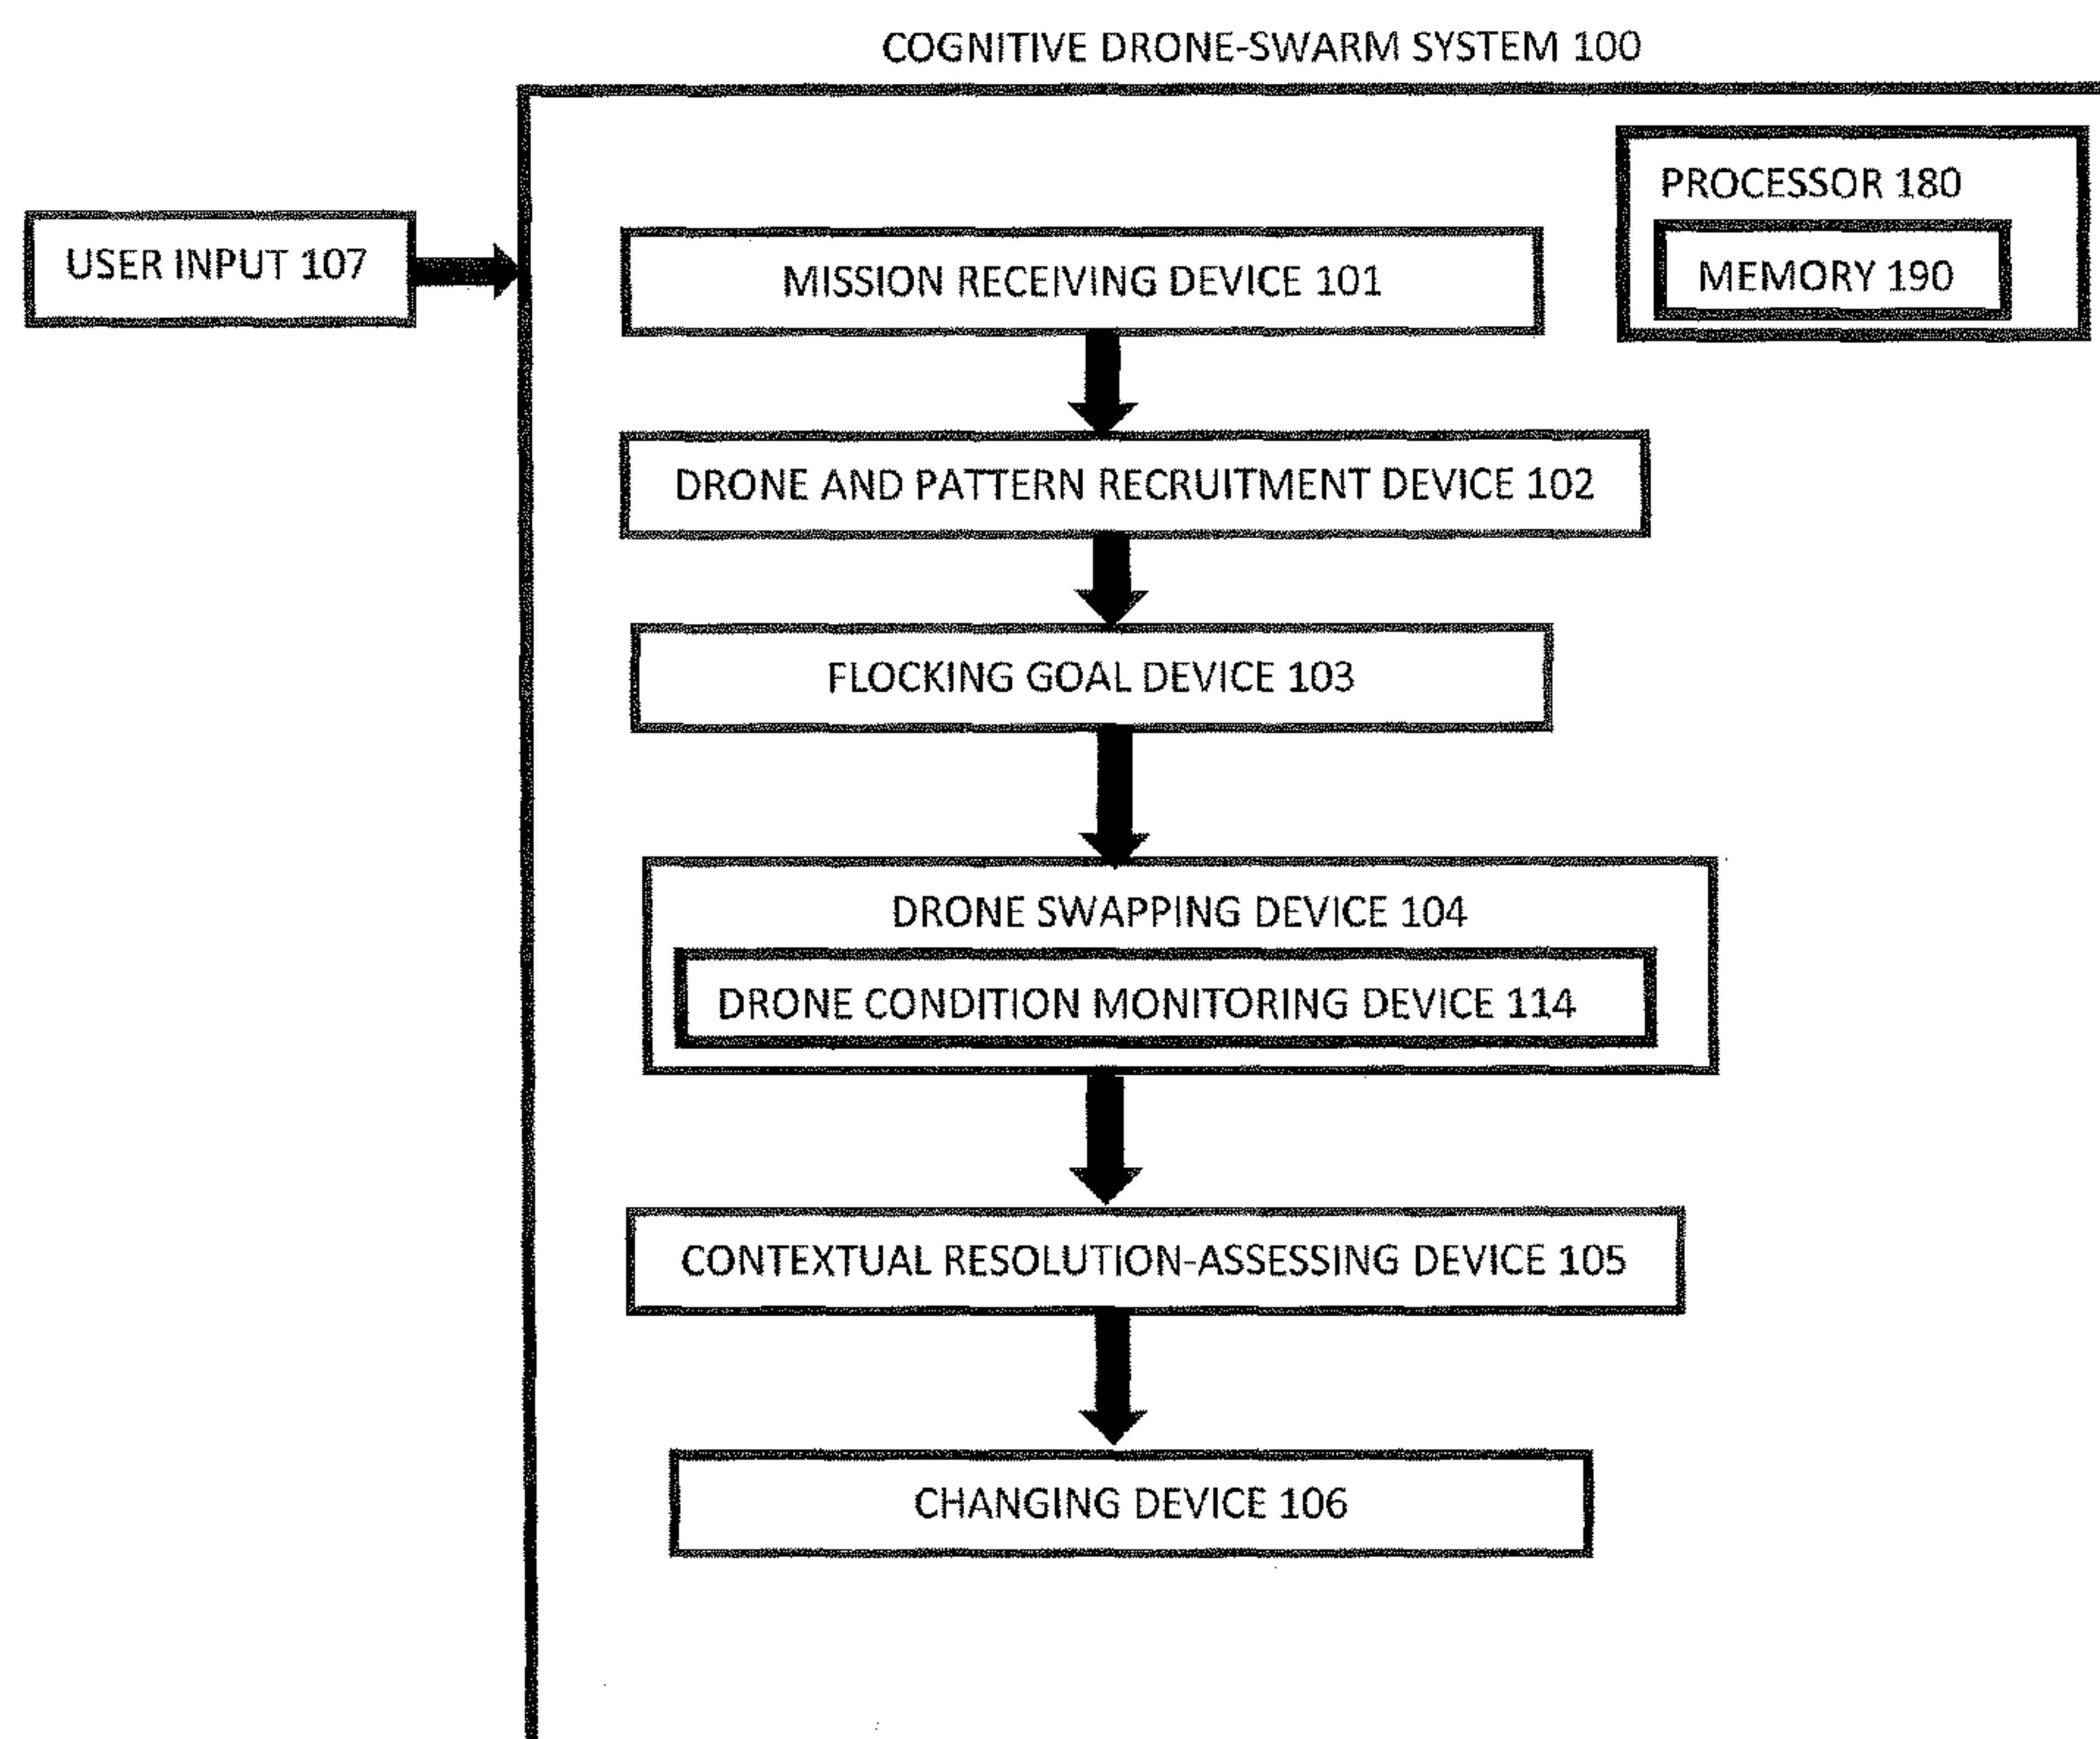 COGNITIVE DRONE-SWARM SYSTEM 100
PROCESSOR 180
MEMORY 190
USER INPUT 107
MISSION RECEIVING DEVICE 101
DRONE AND PATTERN RECRUITMENT DEVICE 102
FLOCKING GOAL DEVICE 103
DRONE SWAPPING DEVICE 104
DRONE CONDITION MONITORING DEVICE 114
CONTEXTUAL RESOLUTION-ASSESSING DEVICE 105
CHANGING DEVICE 106